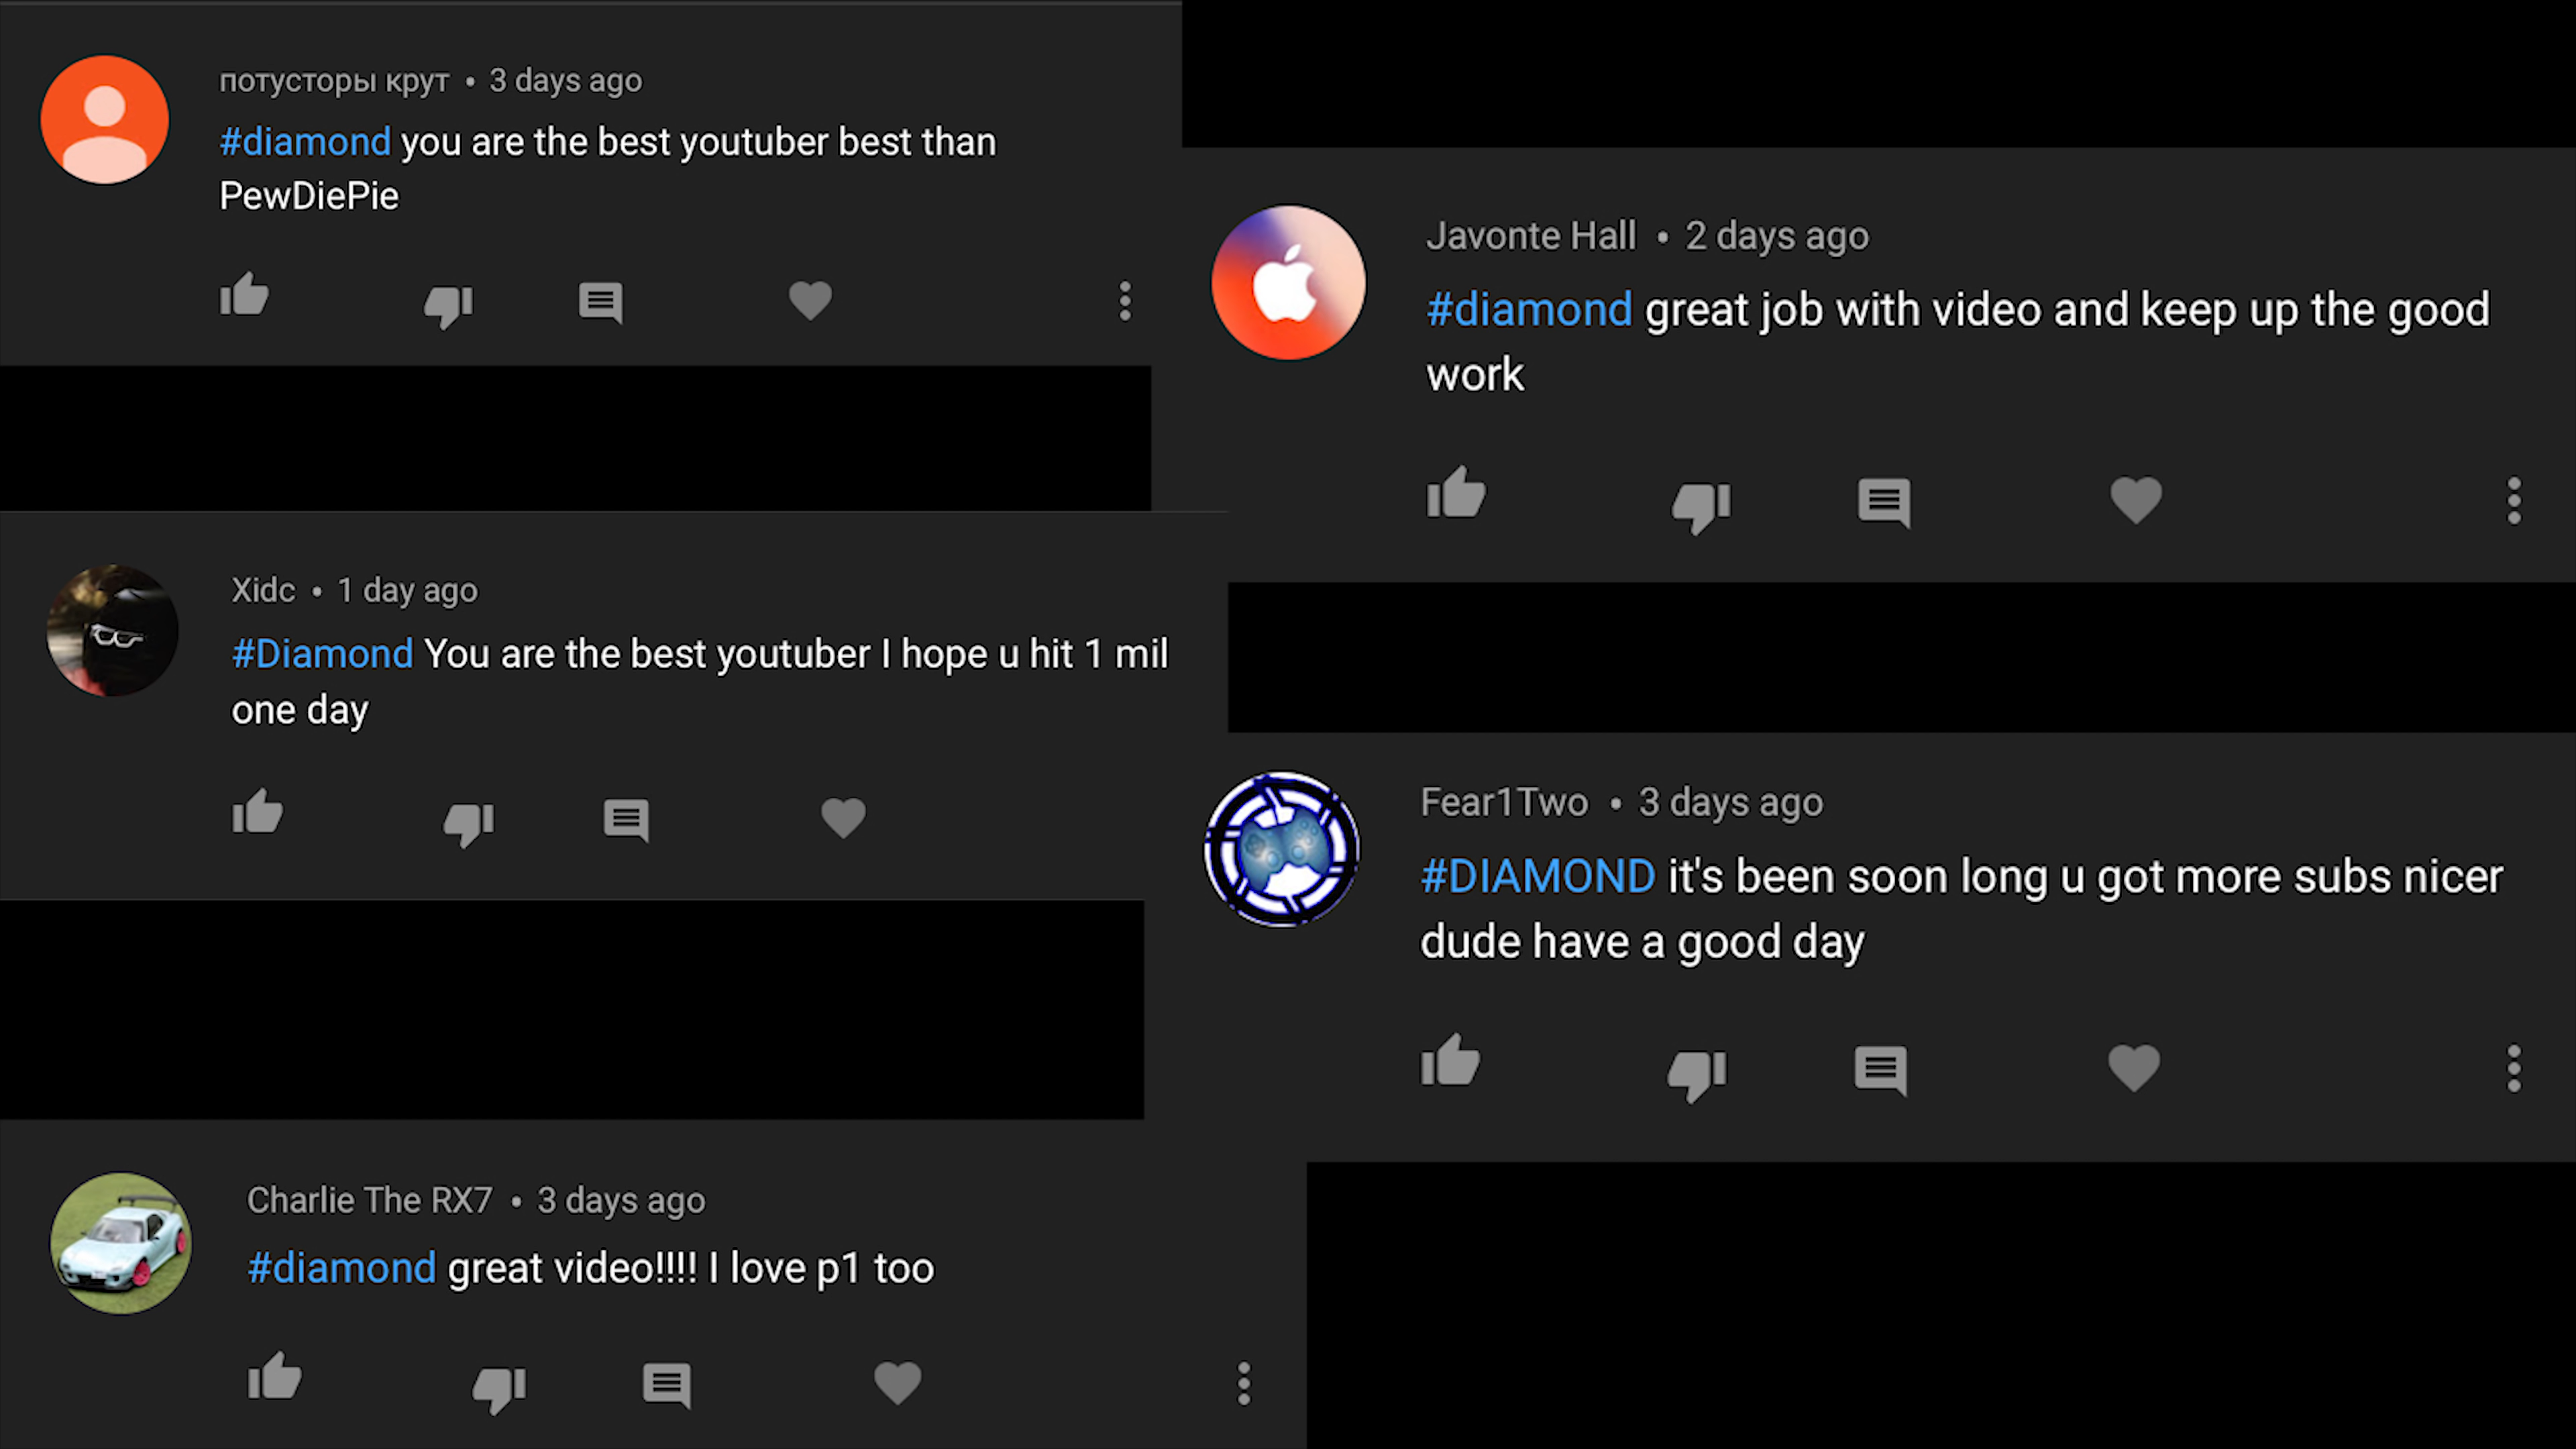 потусторы крут • 3 days ago
#diamond you are the best youtuber best than
PewDiePie
Xidc • 1 day ago
#Diamond You are the best youtuber I hope u hit 1 mil
one day
Charlie The RX7 • 3 days ago
#diamond great video!!!! I love p1 too
Javonte Hall • 2 days ago
#diamond great job with video and keep up the good
work
Fear1Two • 3 days ago
#DIAMOND it's been soon long u got more subs nicer
dude have a good day